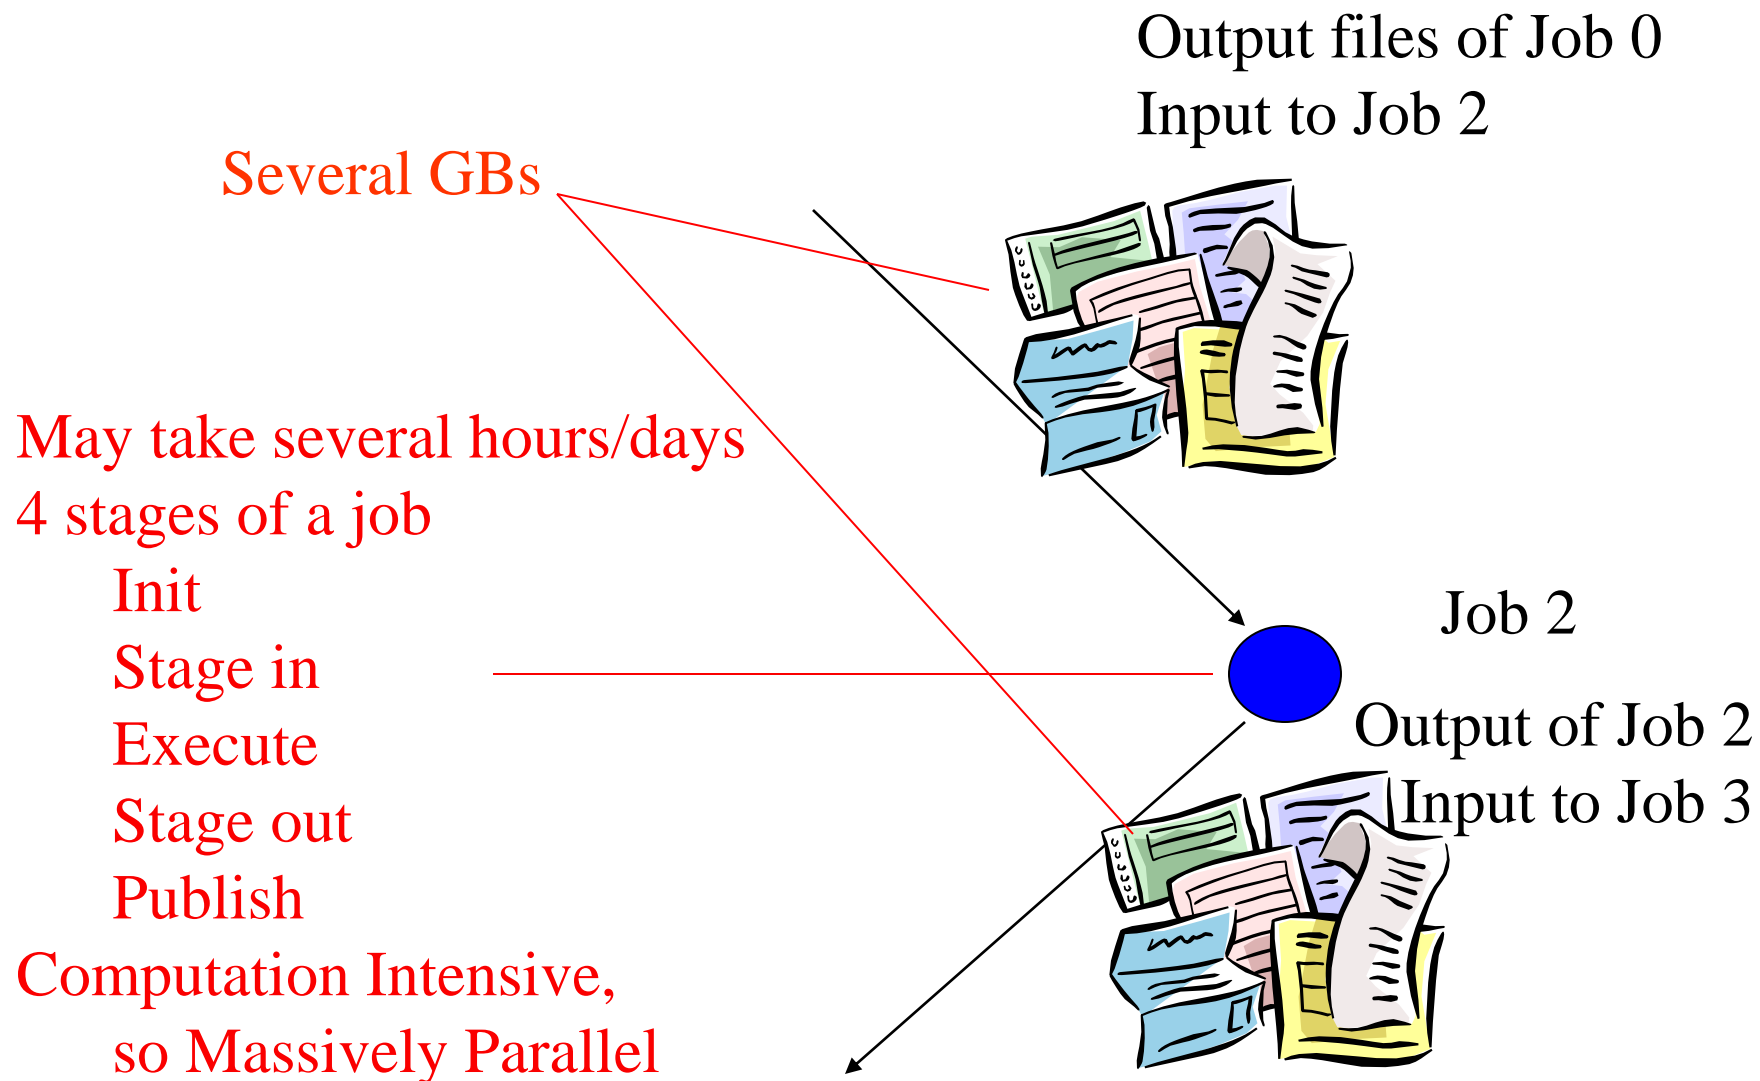 Output files of Job 0
Input to Job 2
Several GBs
May take several hours/days
4 stages of a job
Init
Stage in
Execute
Stage out
Publish
Computation Intensive,
so Massively Parallel
Job 2
Output of Job 2
Input to Job 3